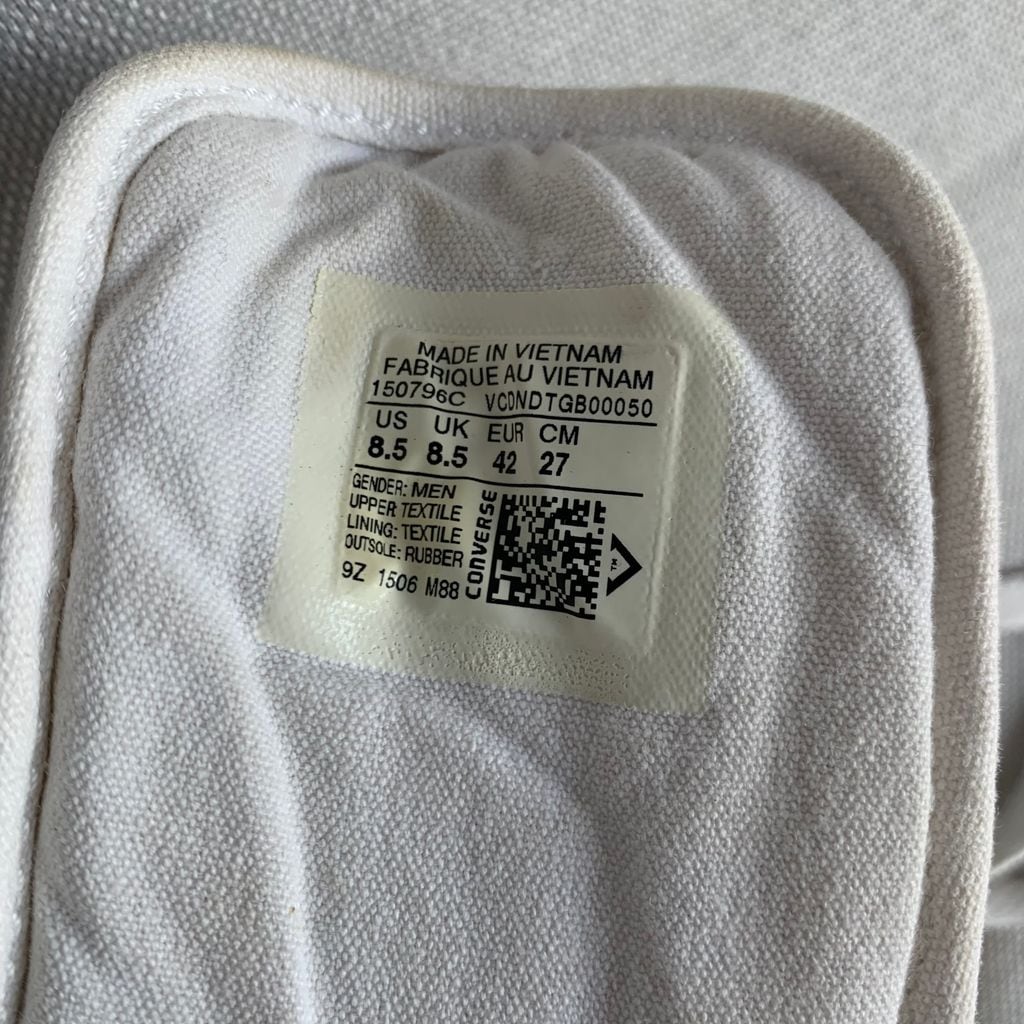 MADE IN VIETNAM
FABRIQUE AU VIETNAM
150796C VCDNDTGB00050
US UK EUR CM
8.5 8.5 42 27
GENDER: MEN
UPPER TEXTILE
LINING: TEXTILE
OUTSOLE: RUBBER
9Z 1506 M88
CONVERSE
TM